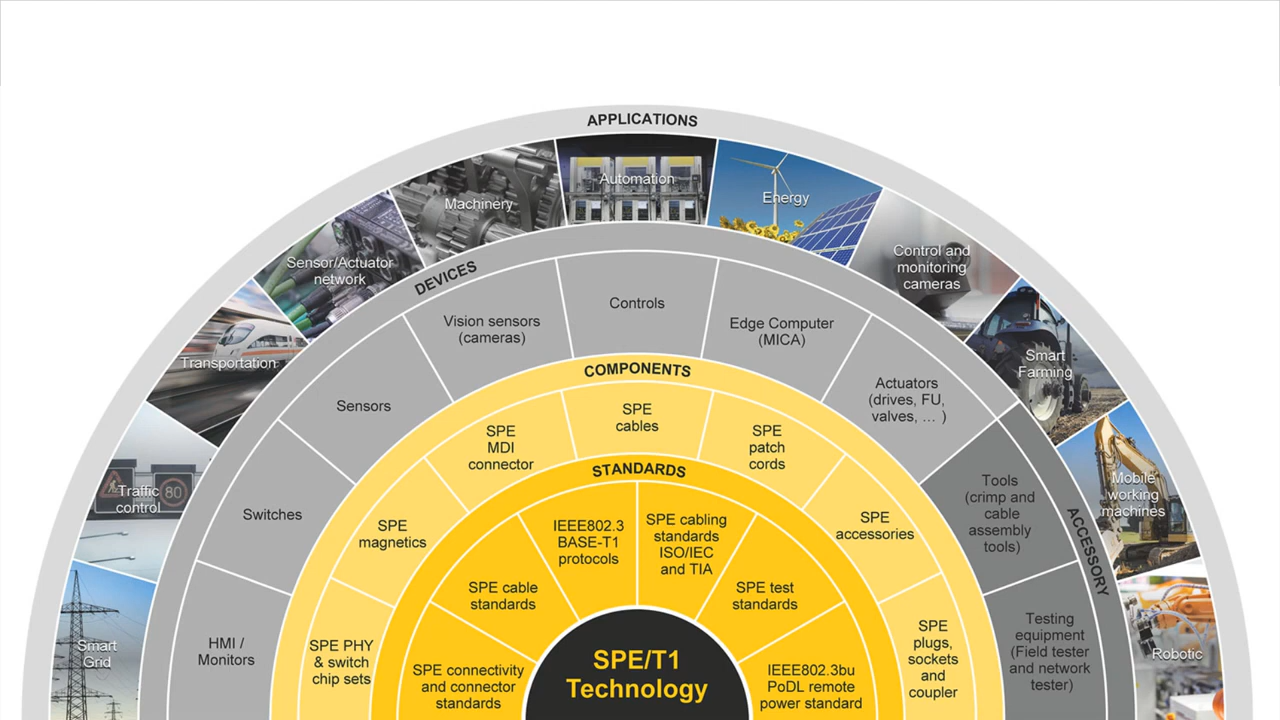 APPLICATIONS
Smart
Grid
Traffic
control
Transportation
Sensor/Actuator
network
Machinery
Automation
Energy
Control and
monitoring
cameras
Smart
Farming
Mobile
working
machines
Robotic
80
DEVICES
HMI /
Monitors
Switches
Sensors
Vision sensors
(cameras)
Controls
Edge Computer
(MICA)
Actuators
(drives, FU,
valves, … )
ACCESSORY
Tools
(crimp and
cable
assembly
tools)
Testing
equipment
(Field tester
and network
tester)
COMPONENTS
SPE PHY
& switch
chip sets
SPE
magnetics
SPE
MDI
connector
SPE
cables
SPE
patch
cords
SPE
accessories
SPE
plugs,
sockets
and
coupler
STANDARDS
SPE connectivity
and connector
standards
SPE cable
standards
IEEE802.3
BASE-T1
protocols
SPE cabling
standards
ISO/IEC
and TIA
SPE test
standards
IEEE802.3bu
PoDL remote
power standard
SPE/T1
Technology